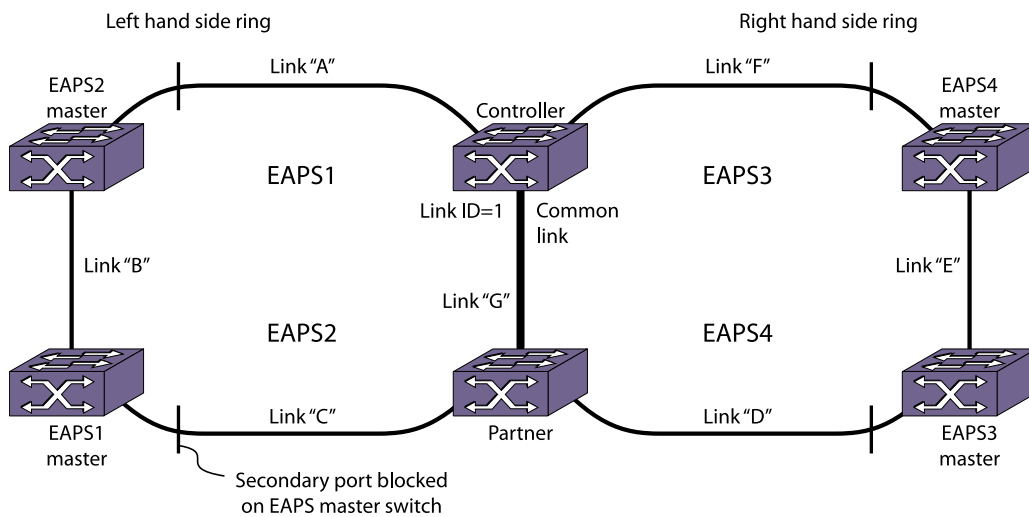 Left hand side ring
Right hand side ring
Link “A”
Link “F”
EAPS2
master
Controller
EAPS4
master
EAPS1
EAPS3
Link ID=1
Common
link
Link “B”
Link “E”
Link “G”
EAPS2
EAPS4
Link “C”
Link “D”
EAPS1
master
Partner
EAPS3
master
Secondary port blocked
on EAPS master switch